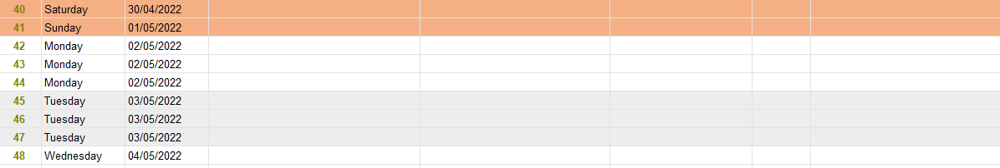 40 Saturday 30/04/2022
41 Sunday 01/05/2022
42 Monday 02/05/2022
43 Monday 02/05/2022
44 Monday 02/05/2022
45 Tuesday 03/05/2022
46 Tuesday 03/05/2022
47 Tuesday 03/05/2022
48 Wednesday 04/05/2022